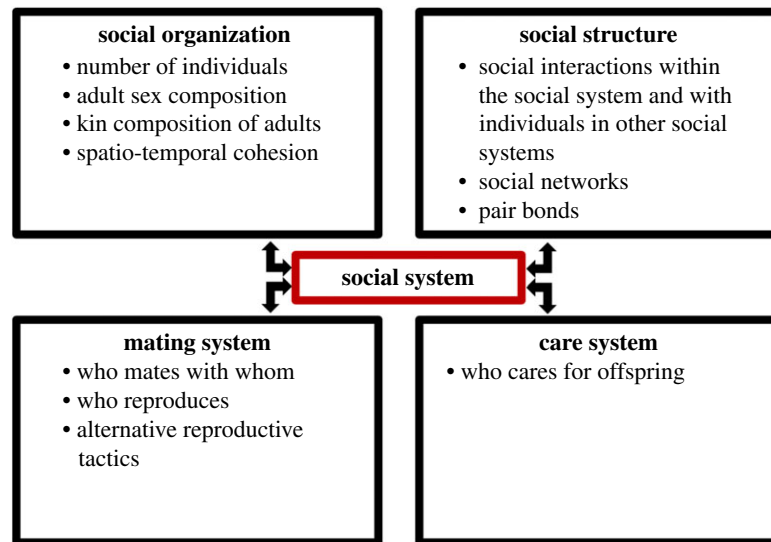 social organization
• number of individuals
• adult sex composition
• kin composition of adults
• spatio-temporal cohesion
social structure
• social interactions within
the social system and with
individuals in other social
systems
• social networks
• pair bonds
social system
mating system
• who mates with whom
• who reproduces
• alternative reproductive
tactics
care system
• who cares for offspring